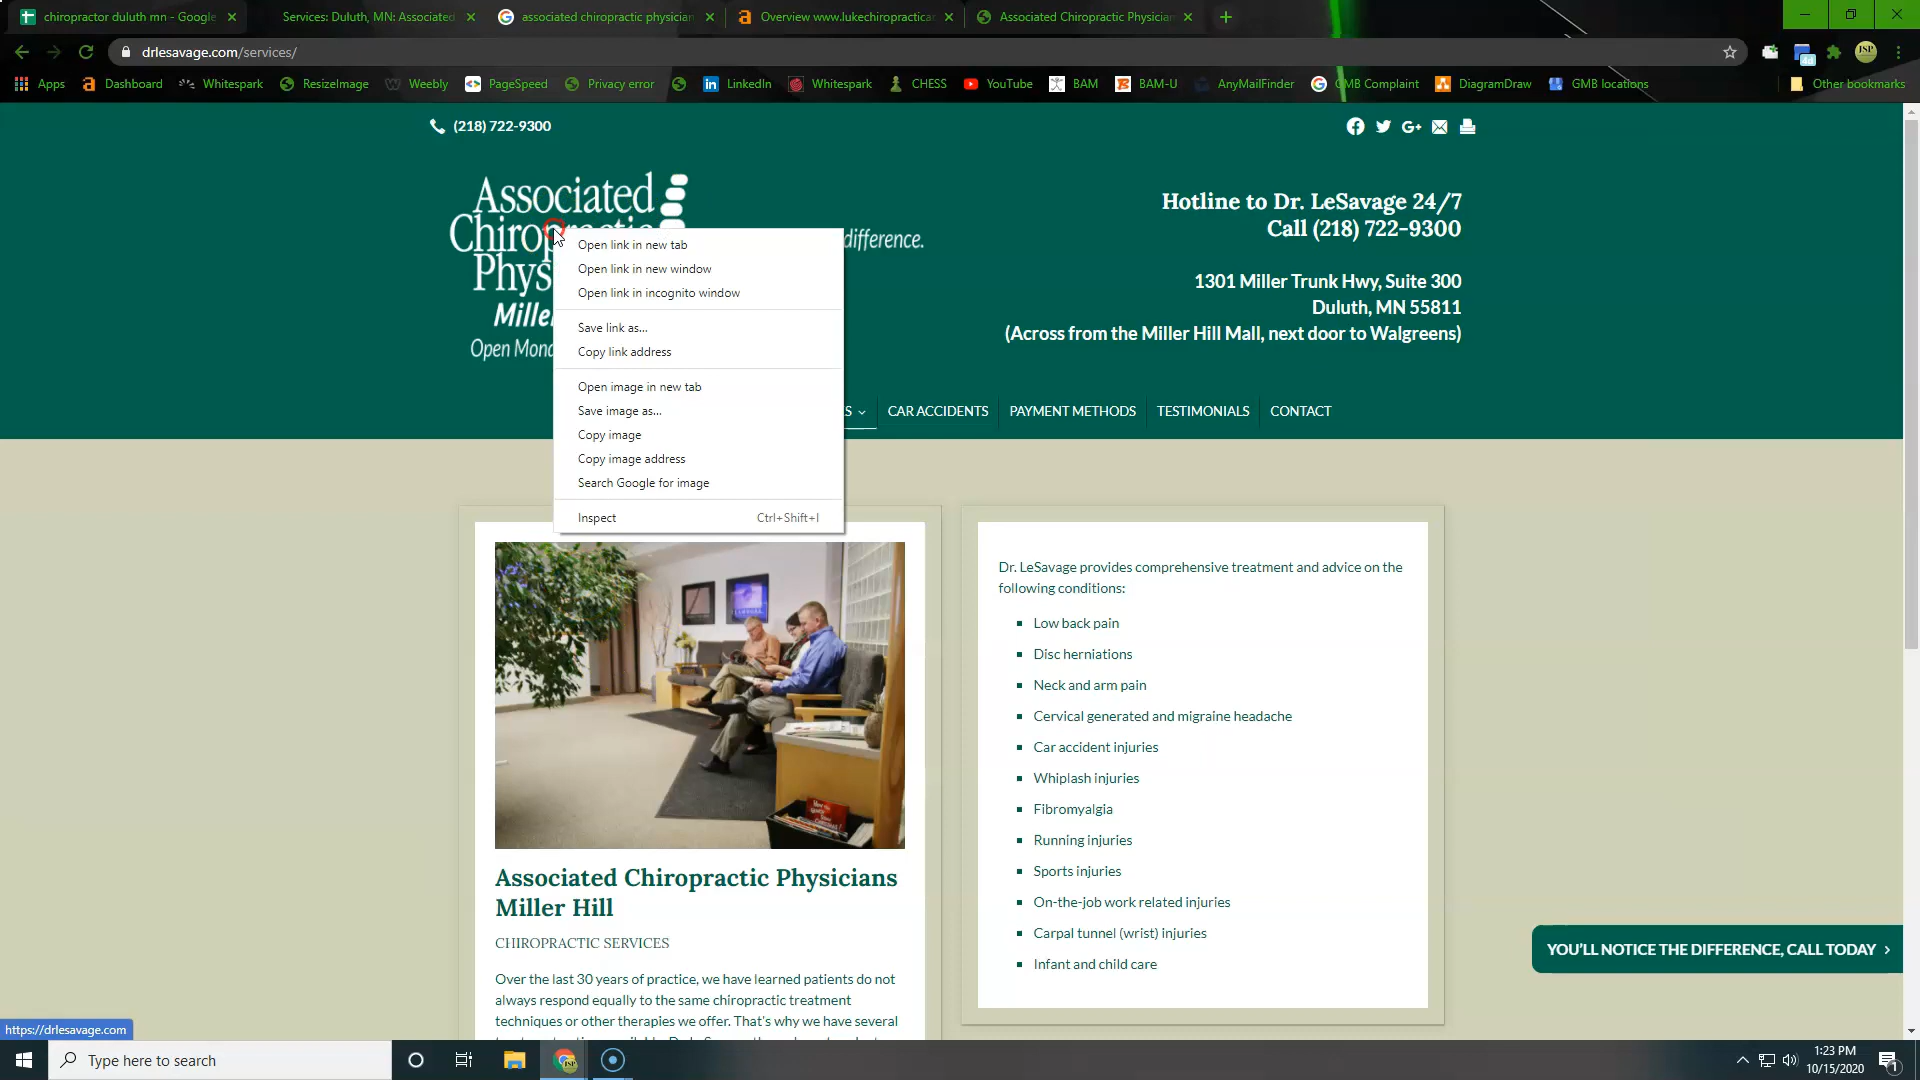 chiropractor duluth mn - Google
Services: Duluth, MN: Associated
associated chiropractic physician
Overview www.lukechiropractica
Associated Chiropractic Physician
drlesavage.com/services/
Apps
Dashboard
Whitespark
ResizeImage
Weebly
PageSpeed
Privacy error
LinkedIn
Whitespark
CHESS
YouTube
BAM
BAM-U
AnyMailFinder
GMB Complaint
DiagramDraw
GMB locations
Other bookmarks
(218) 722-9300
Associated
Chiropractic
Phys
Mille
Open Mond
difference.
Hotline to Dr. LeSavage 24/7
Call (218) 722-9300
1301 Miller Trunk Hwy, Suite 300
Duluth, MN 55811
(Across from the Miller Hill Mall, next door to Walgreens)
Open link in new tab
Open link in new window
Open link in incognito window
Save link as...
Copy link address
Open image in new tab
Save image as...
Copy image
Copy image address
Search Google for image
Inspect Ctrl+Shift+I
S
CAR ACCIDENTS
PAYMENT METHODS
TESTIMONIALS
CONTACT
Associated Chiropractic Physicians
Miller Hill
CHIROPRACTIC SERVICES
Over the last 30 years of practice, we have learned patients do not
always respond equally to the same chiropractic treatment
techniques or other therapies we offer. That's why we have several
Dr. LeSavage provides comprehensive treatment and advice on the
following conditions:
Low back pain
Disc herniations
Neck and arm pain
Cervical generated and migraine headache
Car accident injuries
Whiplash injuries
Fibromyalgia
Running injuries
Sports injuries
On-the-job work related injuries
Carpal tunnel (wrist) injuries
Infant and child care
YOU'LL NOTICE THE DIFFERENCE, CALL TODAY
https://drlesavage.com
Type here to search
1:23 PM
10/15/2020